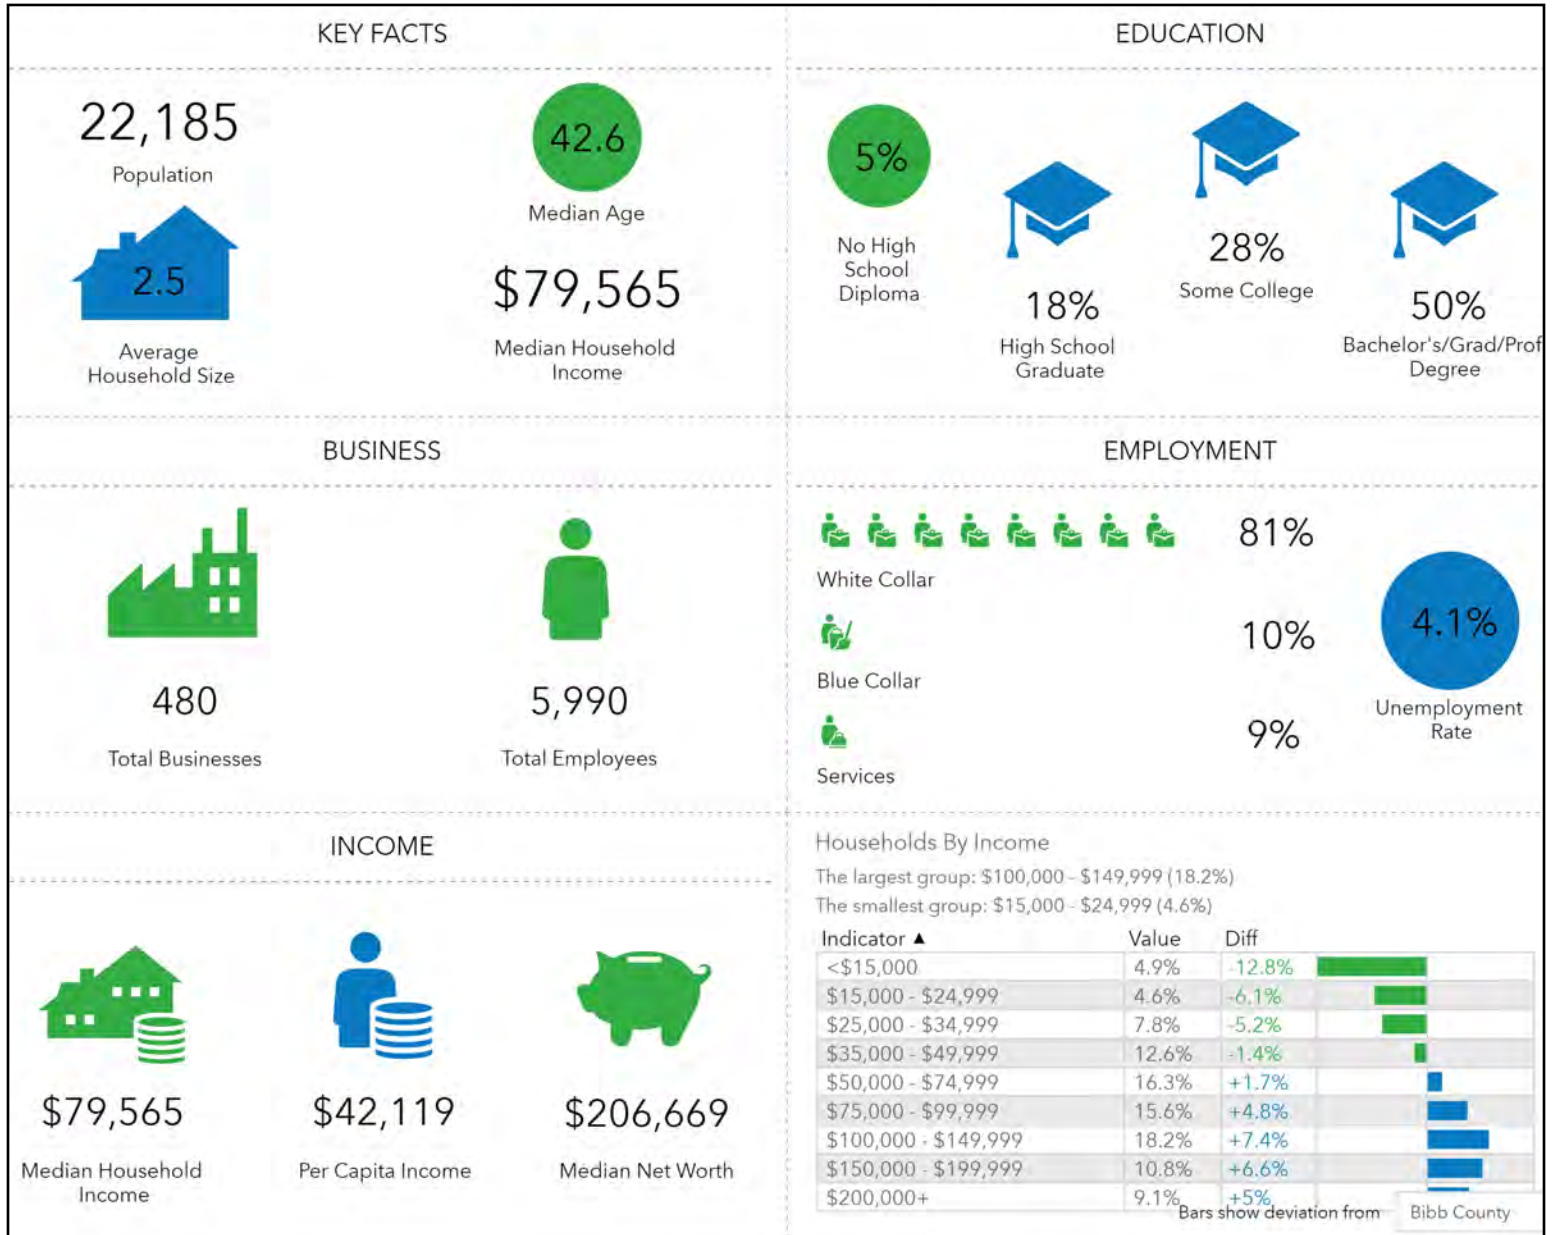 KEY FACTS
22,185
Population
42.6
Median Age
2.5
Average
Household Size
$79,565
Median Household
Income
EDUCATION
5%
No High
School
Diploma
18%
High School
Graduate
28%
Some College
50%
Bachelor's/Grad/Prof
Degree
BUSINESS
480
Total Businesses
5,990
Total Employees
EMPLOYMENT
81%
White Collar
10%
Blue Collar
9%
Services
4.1%
Unemployment
Rate
INCOME
$79,565
Median Household
Income
$42,119
Per Capita Income
$206,669
Median Net Worth
Households By Income
The largest group: $100,000 - $149,999 (18.2%)
The smallest group: $15,000 - $24,999 (4.6%)
Indicator ▲ Value Diff
<$15,000 4.9% -12.8%
$15,000 - $24,999 4.6% -6.1%
$25,000 - $34,999 7.8% -5.2%
$35,000 - $49,999 12.6% -1.4%
$50,000 - $74,999 16.3% +1.7%
$75,000 - $99,999 15.6% +4.8%
$100,000 - $149,999 18.2% +7.4%
$150,000 - $199,999 10.8% +6.6%
$200,000+ 9.1% +5%
Bars show deviation from Bibb County